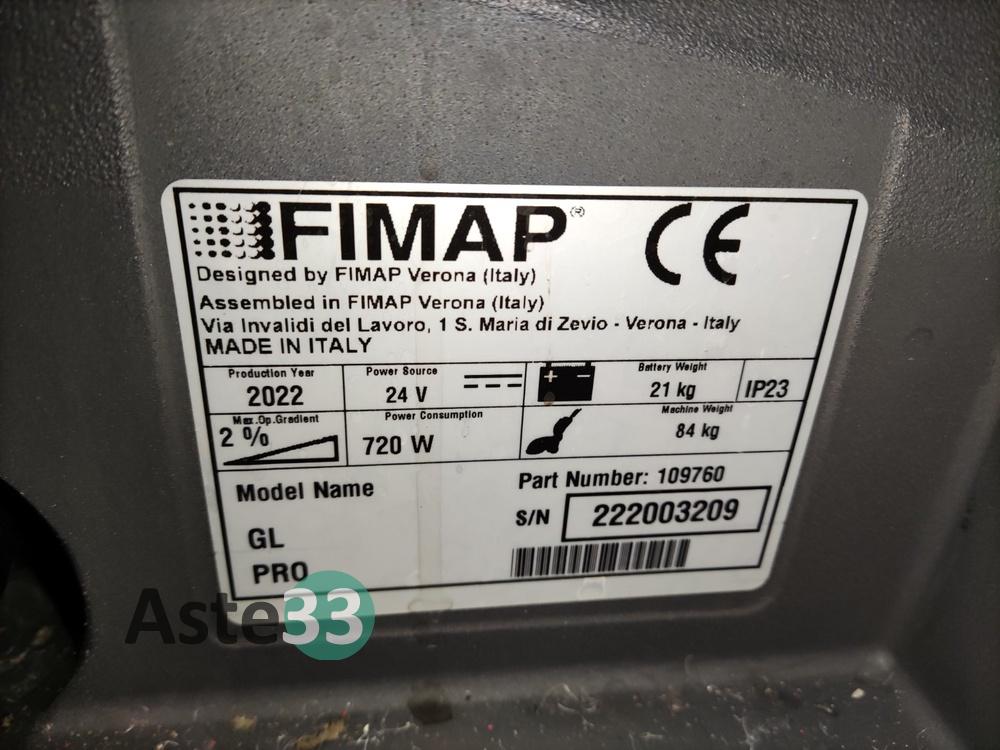 FIMAP®
CE
Designed by FIMAP Verona (Italy)
Assembled in FIMAP Verona (Italy)
Via Invalidi del Lavoro, 1 S. Maria di Zevio - Verona - Italy
MADE IN ITALY
Production Year
2022
Power Source
24 V
+ −
Battery Weight
21 kg
IP23
Max.Op.Gradient
2 %
Power Consumption
720 W
Machine Weight
84 kg
Model Name
GL
PRO
Part Number: 109760
S/N 222003209
Aste33